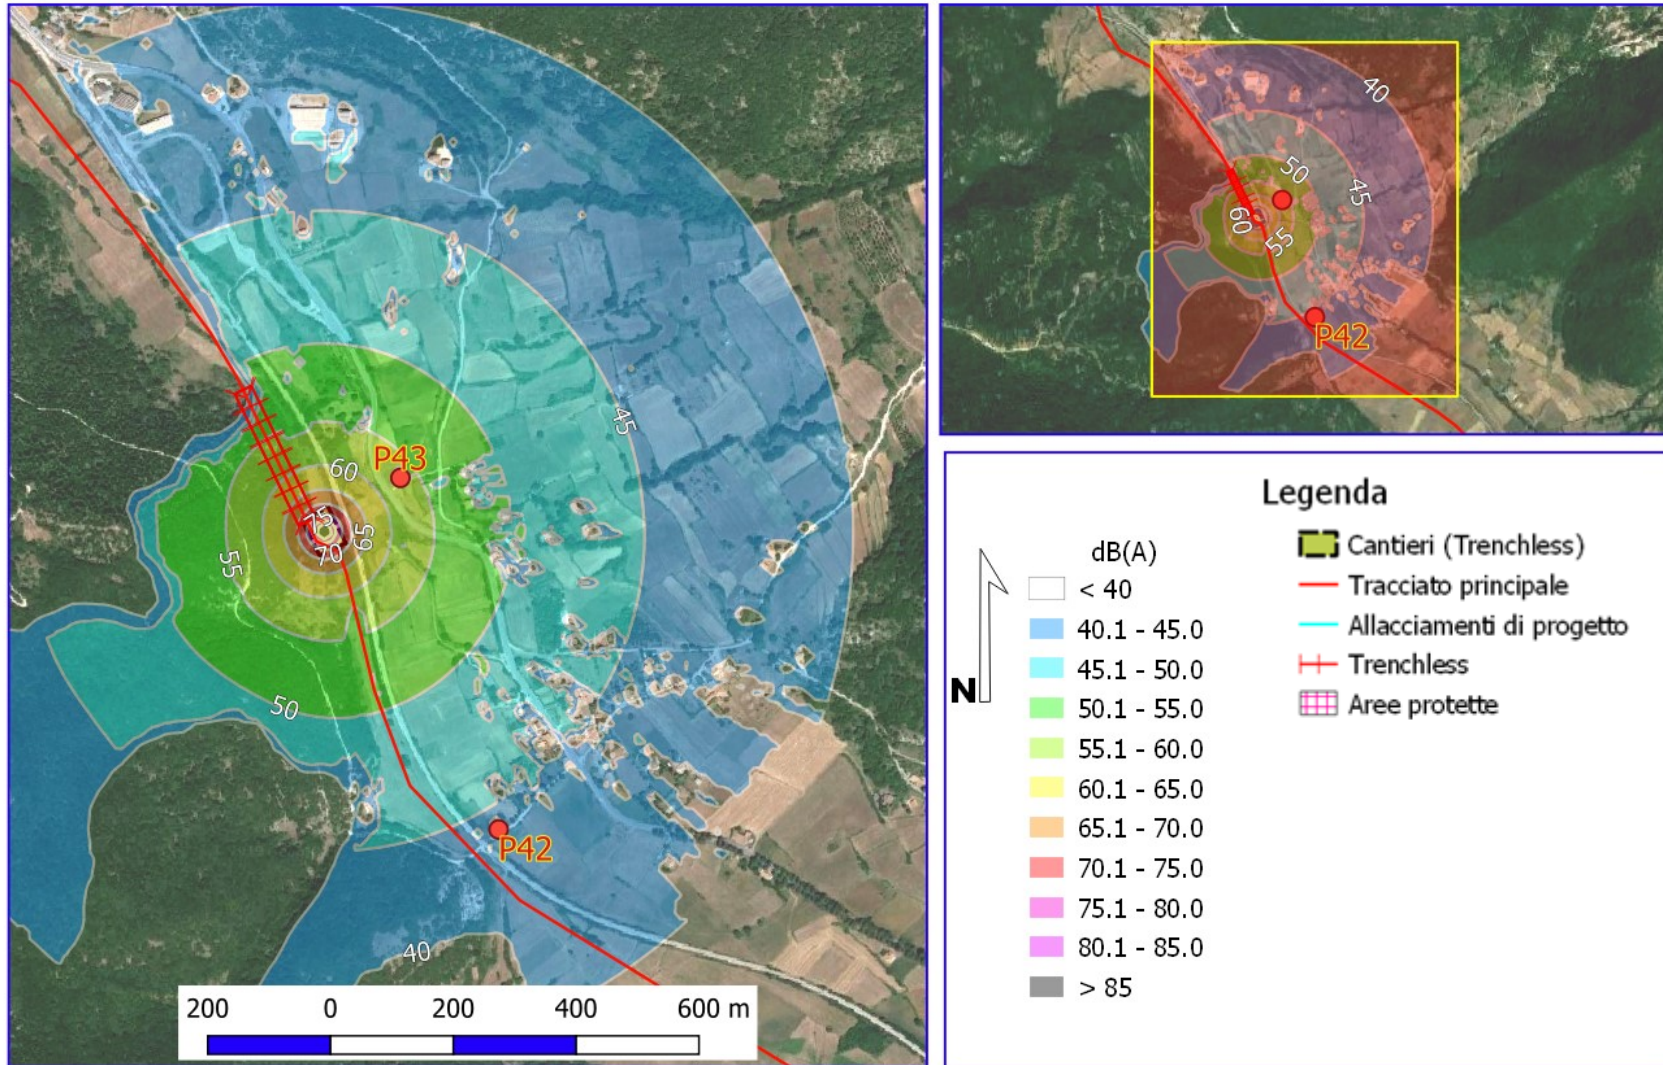 P43
60
75
65
70
55
50
45
P42
40
200 0 200 400 600 m
40
50
45
60
55
P42
Legenda
dB(A)
< 40
40.1 - 45.0
45.1 - 50.0
50.1 - 55.0
55.1 - 60.0
60.1 - 65.0
65.1 - 70.0
70.1 - 75.0
75.1 - 80.0
80.1 - 85.0
> 85
N
Cantieri (Trenchless)
Tracciato principale
Allacciamenti di progetto
Trenchless
Aree protette